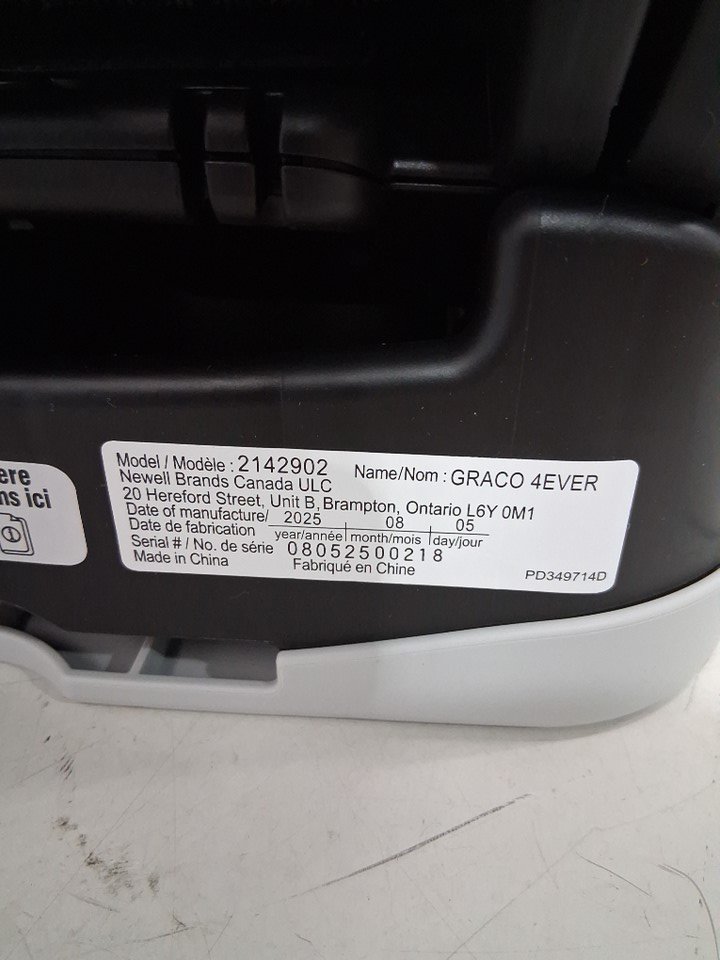 ere
ns ici
Model / Modèle : 2142902 Name/Nom : GRACO 4EVER
Newell Brands Canada ULC
20 Hereford Street, Unit B, Brampton, Ontario L6Y 0M1
Date of manufacture/ 2025 08 05
Date de fabrication year/année month/mois day/jour
Serial # / No. de série 08052500218
Made in China Fabriqué en Chine PD349714D